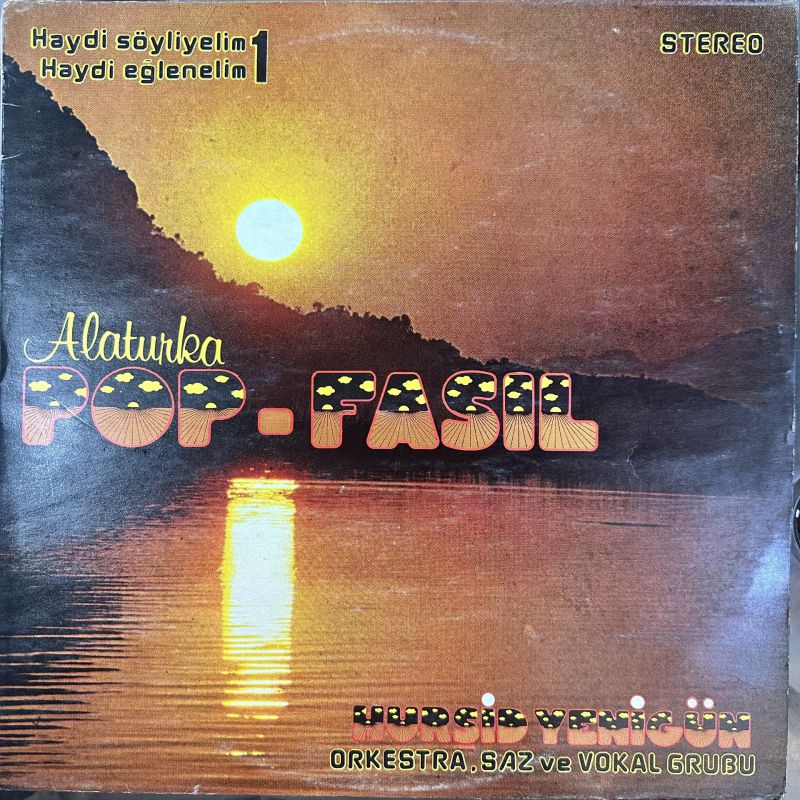 Haydi söyliyelim 1
Haydi eğlenelim
STEREO
Alaturka
POP-FASIL
HURŞİD YENİGÜN
ORKESTRA, SAZ ve VOKAL GRUBU